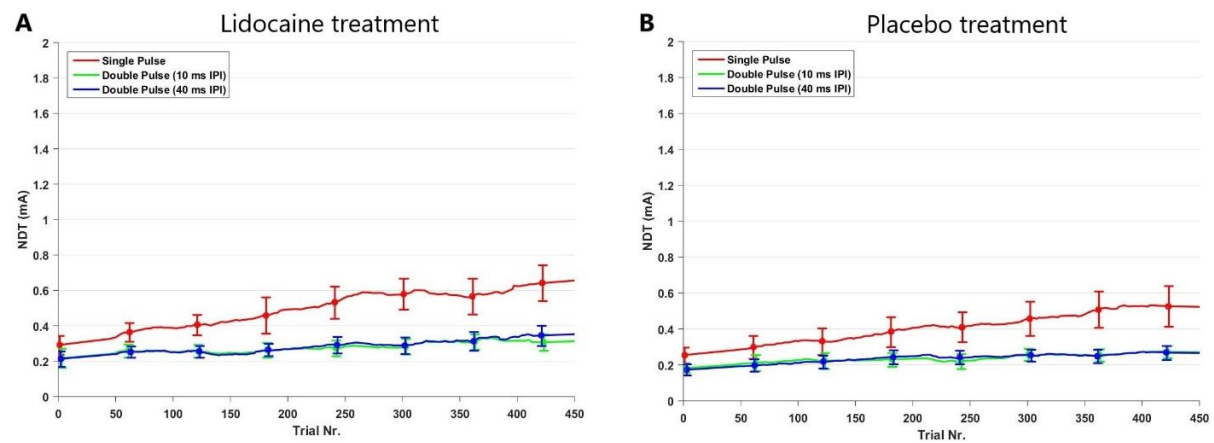 A
Lidocaine treatment
2
1.8
1.6
1.4
1.2
1
0.8
0.6
0.4
0.2
0
NDT (mA)
Single Pulse
Double Pulse (10 ms IPI)
Double Pulse (40 ms IPI)
0 50 100 150 200 250 300 350 400 450
Trial Nr.
B
Placebo treatment
2
1.8
1.6
1.4
1.2
1
0.8
0.6
0.4
0.2
0
NDT (mA)
Single Pulse
Double Pulse (10 ms IPI)
Double Pulse (40 ms IPI)
0 50 100 150 200 250 300 350 400 450
Trial Nr.